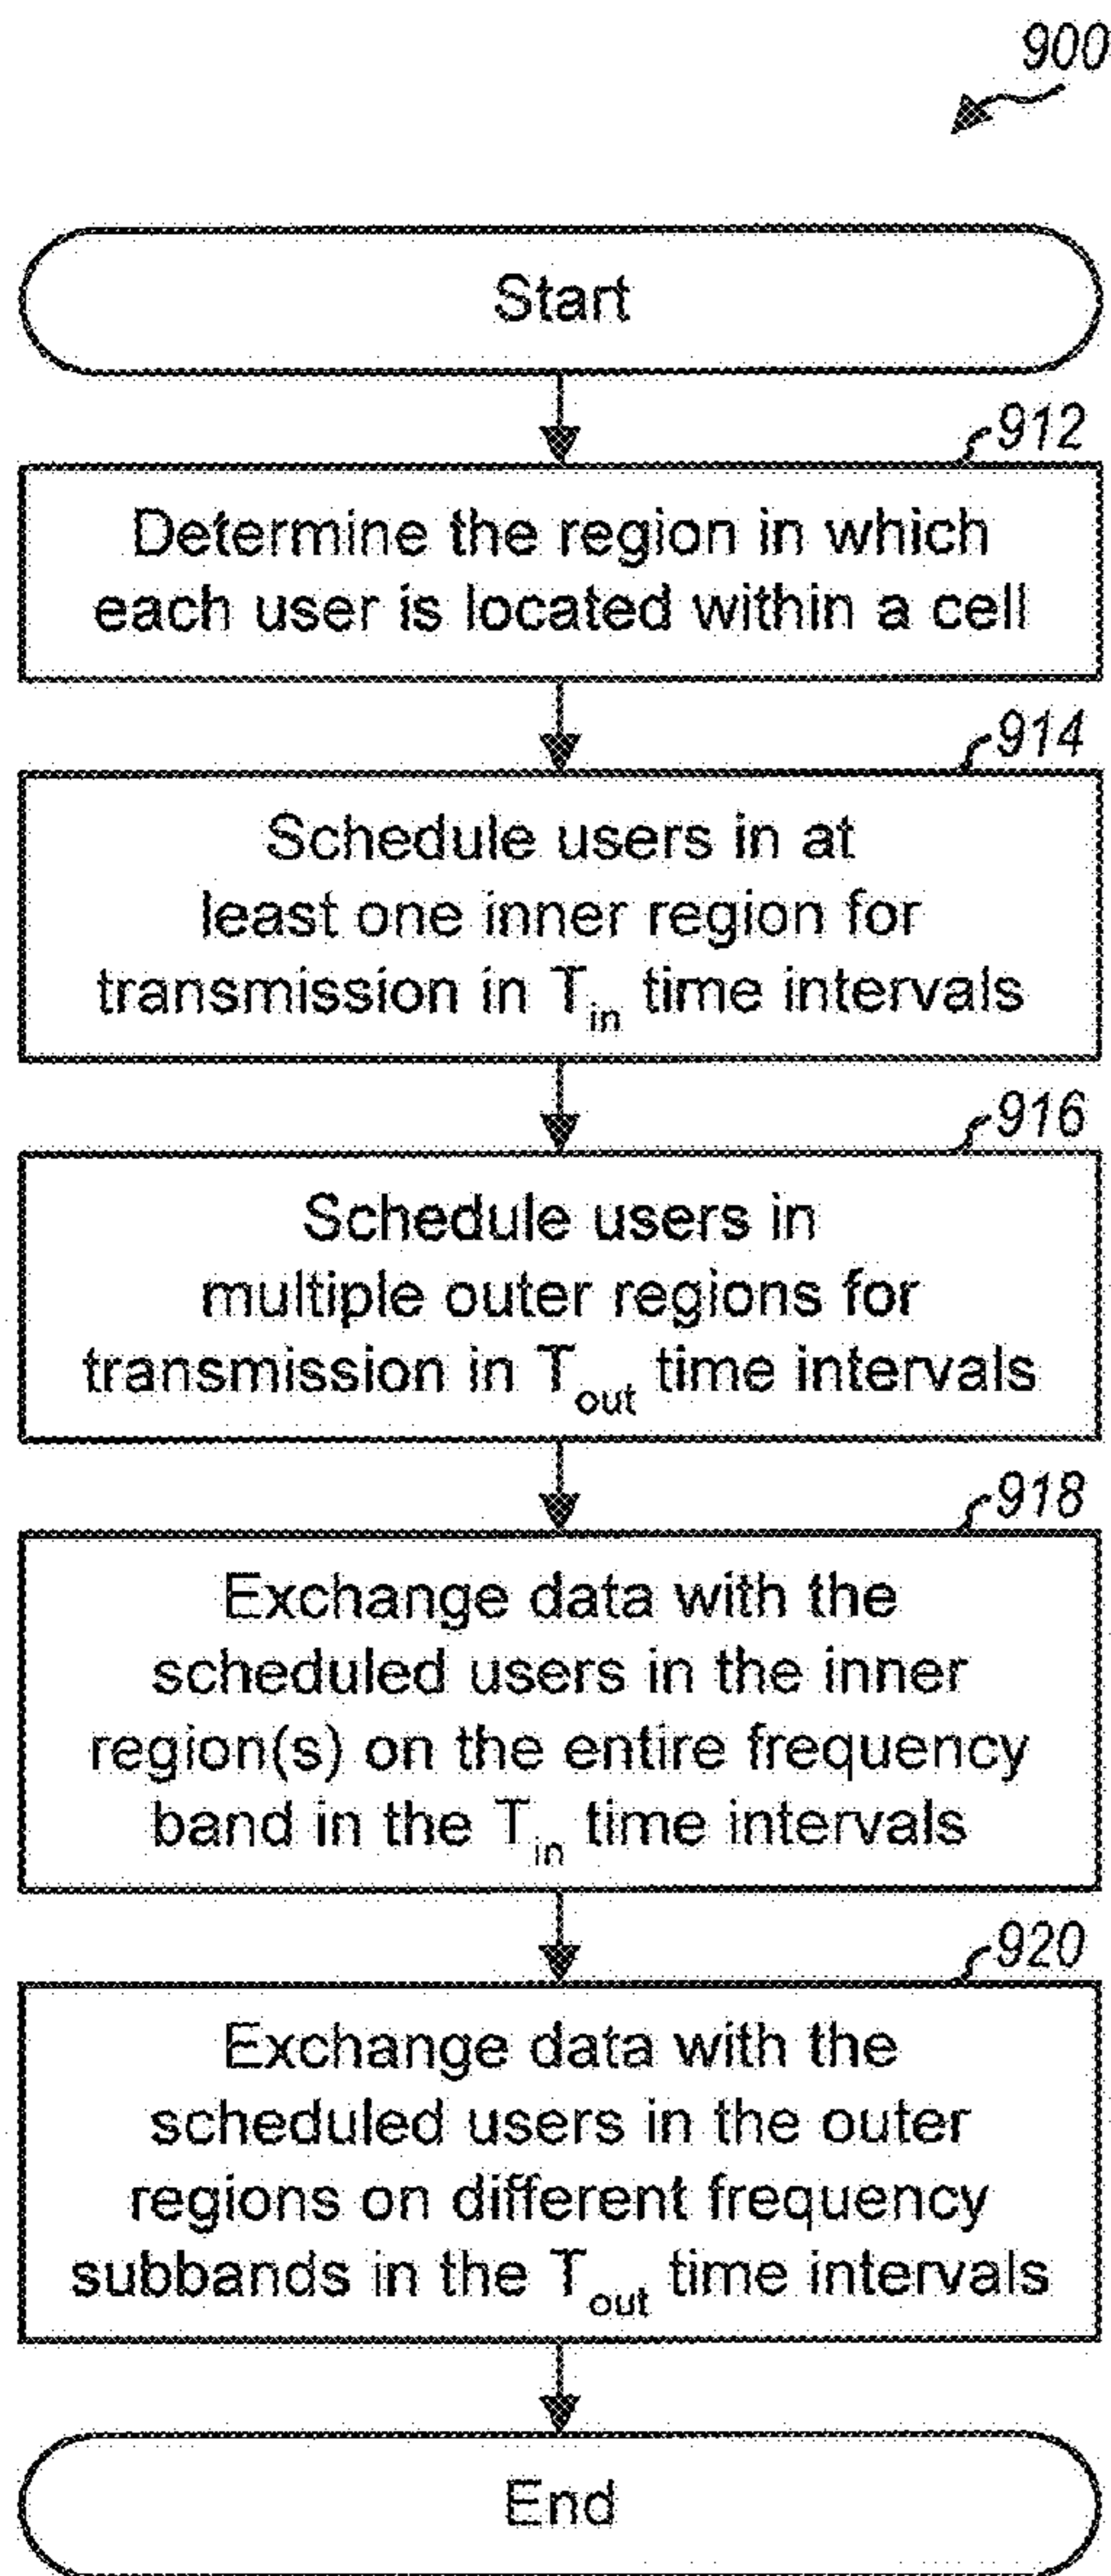 900
Start
912
Determine the region in which
each user is located within a cell
914
Schedule users in at
least one inner region for
transmission in Tin time intervals
916
Schedule users in
multiple outer regions for
transmission in Tout time intervals
918
Exchange data with the
scheduled users in the inner
region(s) on the entire frequency
band in the Tin time intervals
920
Exchange data with the
scheduled users in the outer
regions on different frequency
subbands in the Tout time intervals
End